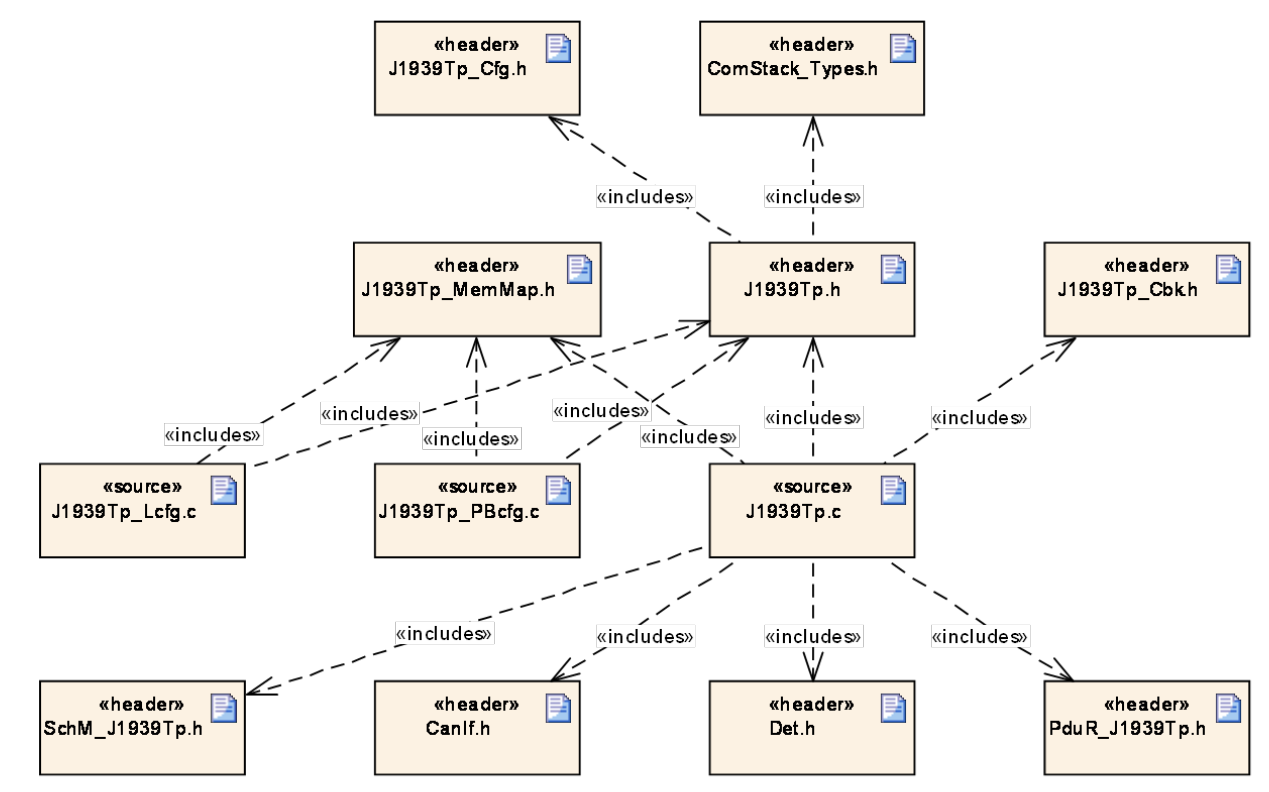 «header»
J1939Tp_Cfg.h
«header»
ComStack_Types.h
«includes»
«includes»
«header»
J1939Tp_MemMap.h
«header»
J1939Tp.h
«header»
J1939Tp_Cbk.h
«includes»
«includes»
«includes»
«includes»
«includes»
«includes»
«includes»
«source»
J1939Tp_Lcfg.c
«source»
J1939Tp_PBcfg.c
«source»
J1939Tp.c
«includes»
«includes»
«includes»
«includes»
«header»
SchM_J1939Tp.h
«header»
CanIf.h
«header»
Det.h
«header»
PduR_J1939Tp.h